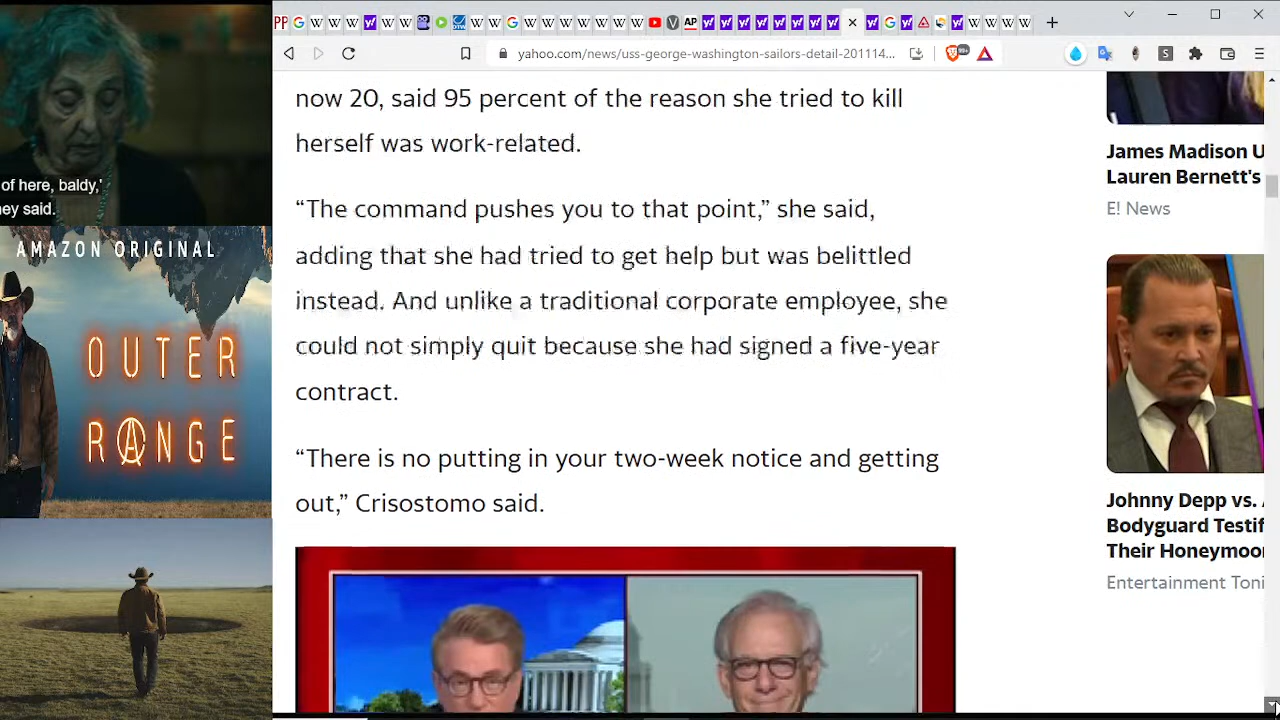 yahoo.com/news/uss-george-washington-sailors-detail-201114...
now 20, said 95 percent of the reason she tried to kill
herself was work-related.
“The command pushes you to that point,” she said,
adding that she had tried to get help but was belittled
instead. And unlike a traditional corporate employee, she
could not simply quit because she had signed a five-year
contract.
“There is no putting in your two-week notice and getting
out,” Crisostomo said.
of here, baldy,'
ey said.
AMAZON ORIGINAL
OUTER
RANGE
James Madison U
Lauren Bernett's
E! News
Johnny Depp vs.
Bodyguard Testif
Their Honeymoo
Entertainment Toni